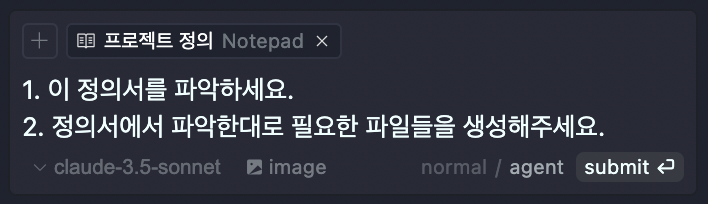 프로젝트 정의 Notepad ×
1. 이 정의서를 파악하세요.
2. 정의서에서 파악한대로 필요한 파일들을 생성해주세요.
claude-3.5-sonnet image normal / agent submit ⏎